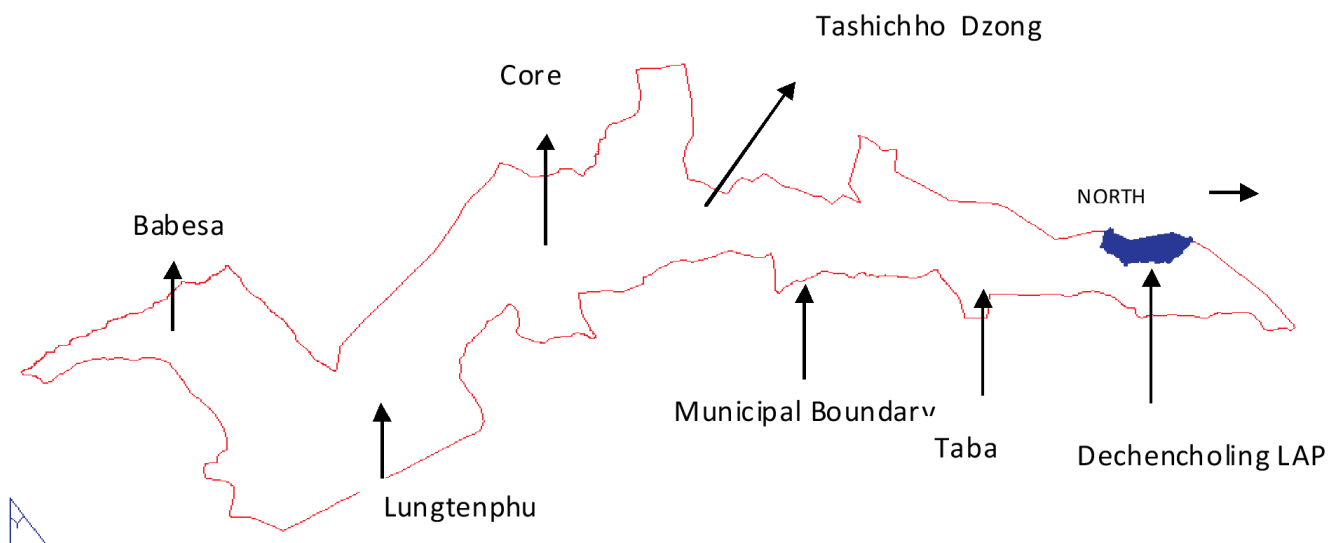 Tashichho Dzong
Core
NORTH
Babesa
Municipal Boundary
Taba
Dechencholing LAP
Lungtenphu